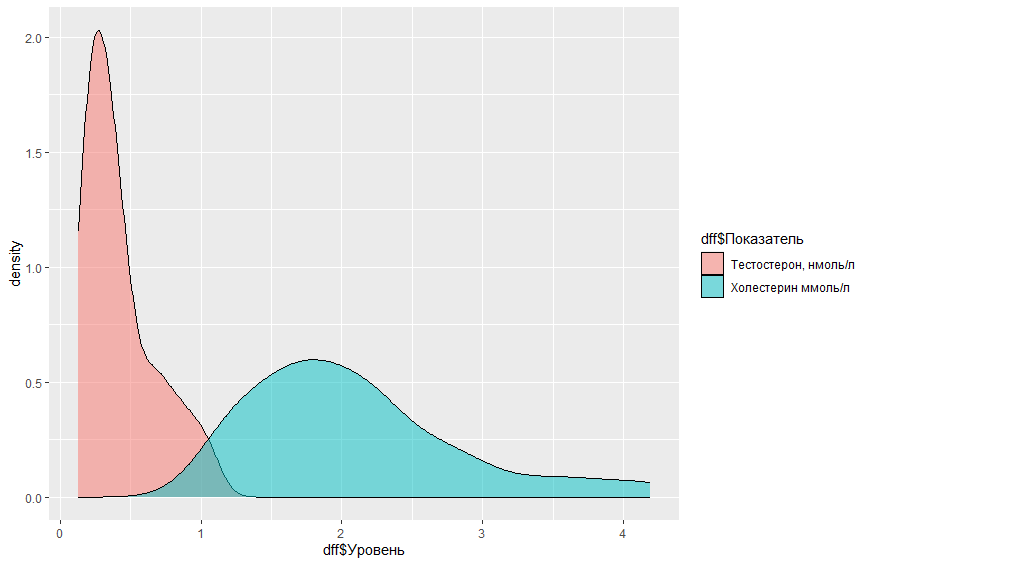 2.0
1.5
1.0
0.5
0.0
density
0 1 2 3 4
dff$Уровень
dff$Показатель
Тестостерон, нмоль/л
Холестерин ммоль/л